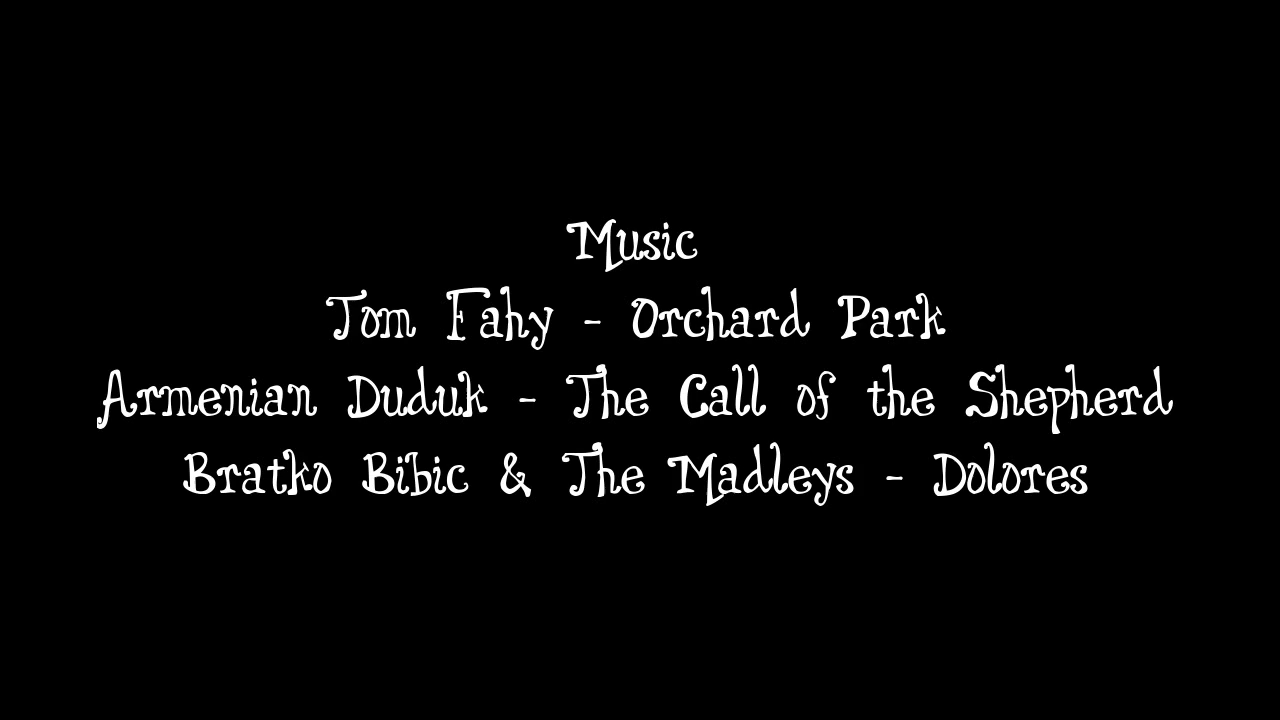 Music
Tom Fahy - Orchard Park
Armenian Duduk - The Call of the Shepherd
Bratko Bibic & The Madleys - Dolores